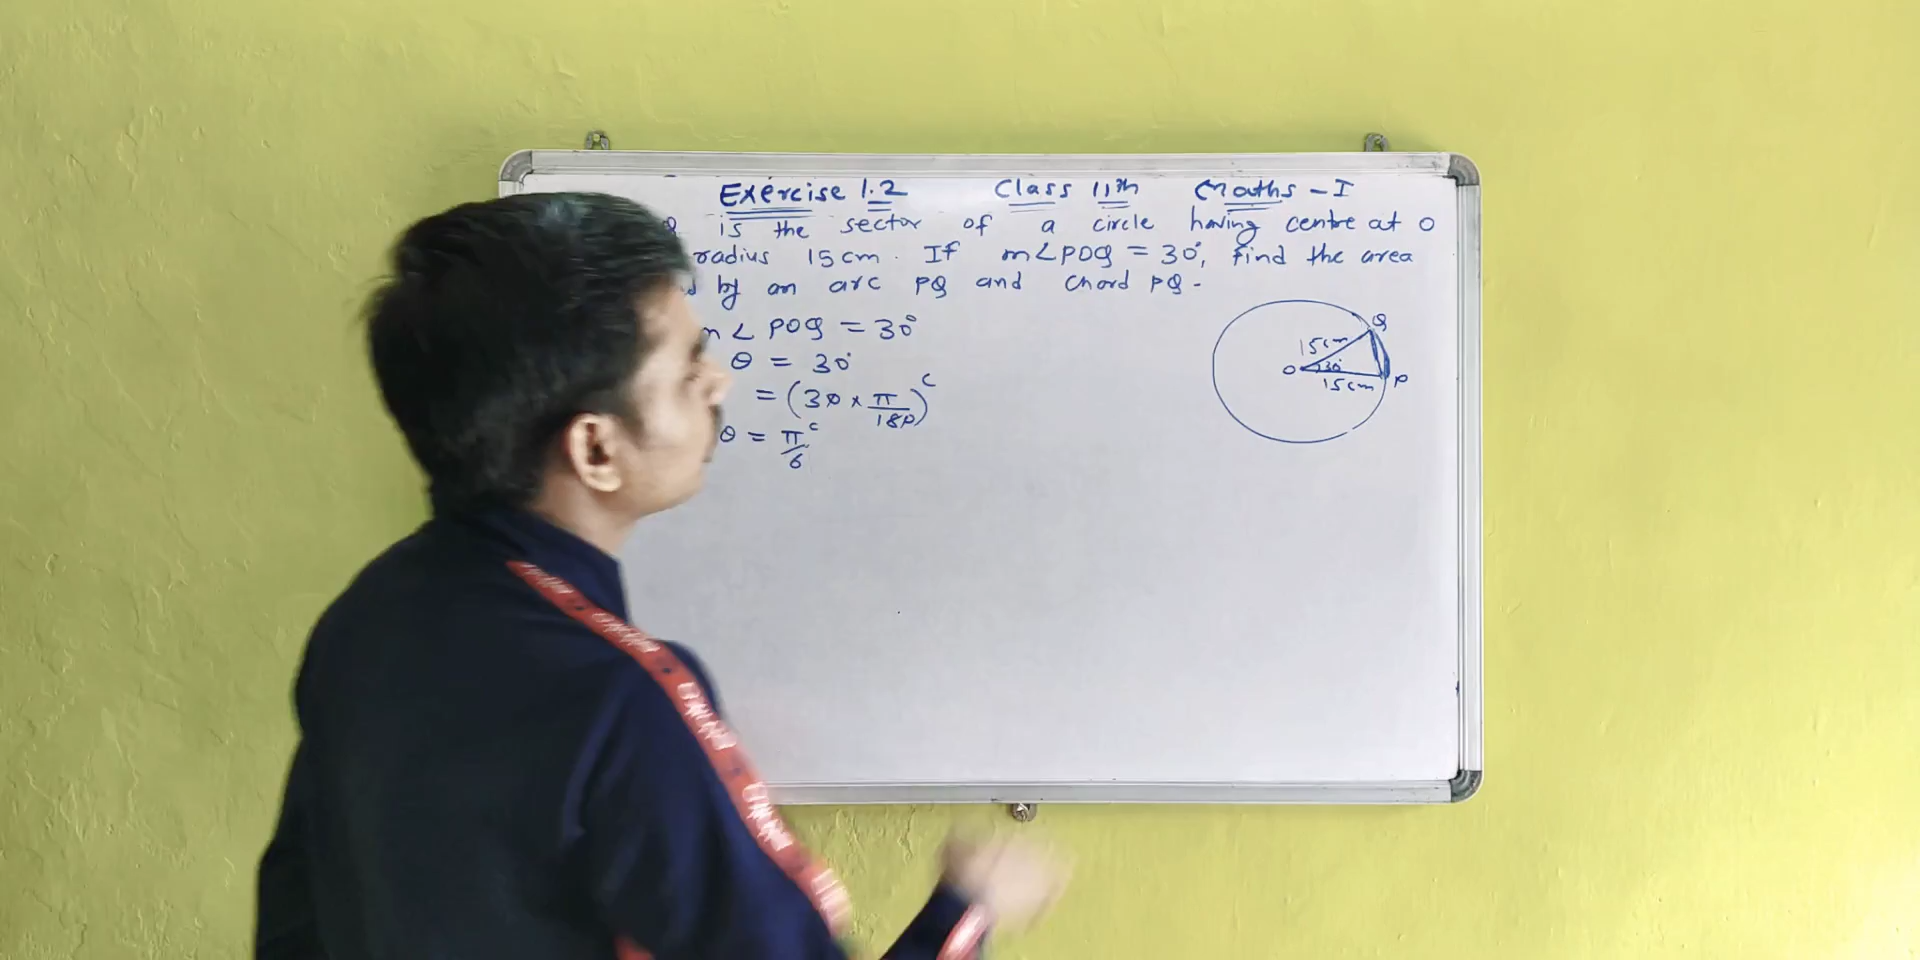 Exercise 1.2 Class 11th Maths - I
is the sector of a circle having centre at O
radius 15 cm. If m∠POQ = 30°, find the area
by an arc PQ and chord PQ.
m∠ POQ = 30°
θ = 30°
= (30 × π/180)ᶜ
θ = π/6 ᶜ
Q
15cm
O 30°
15cm P